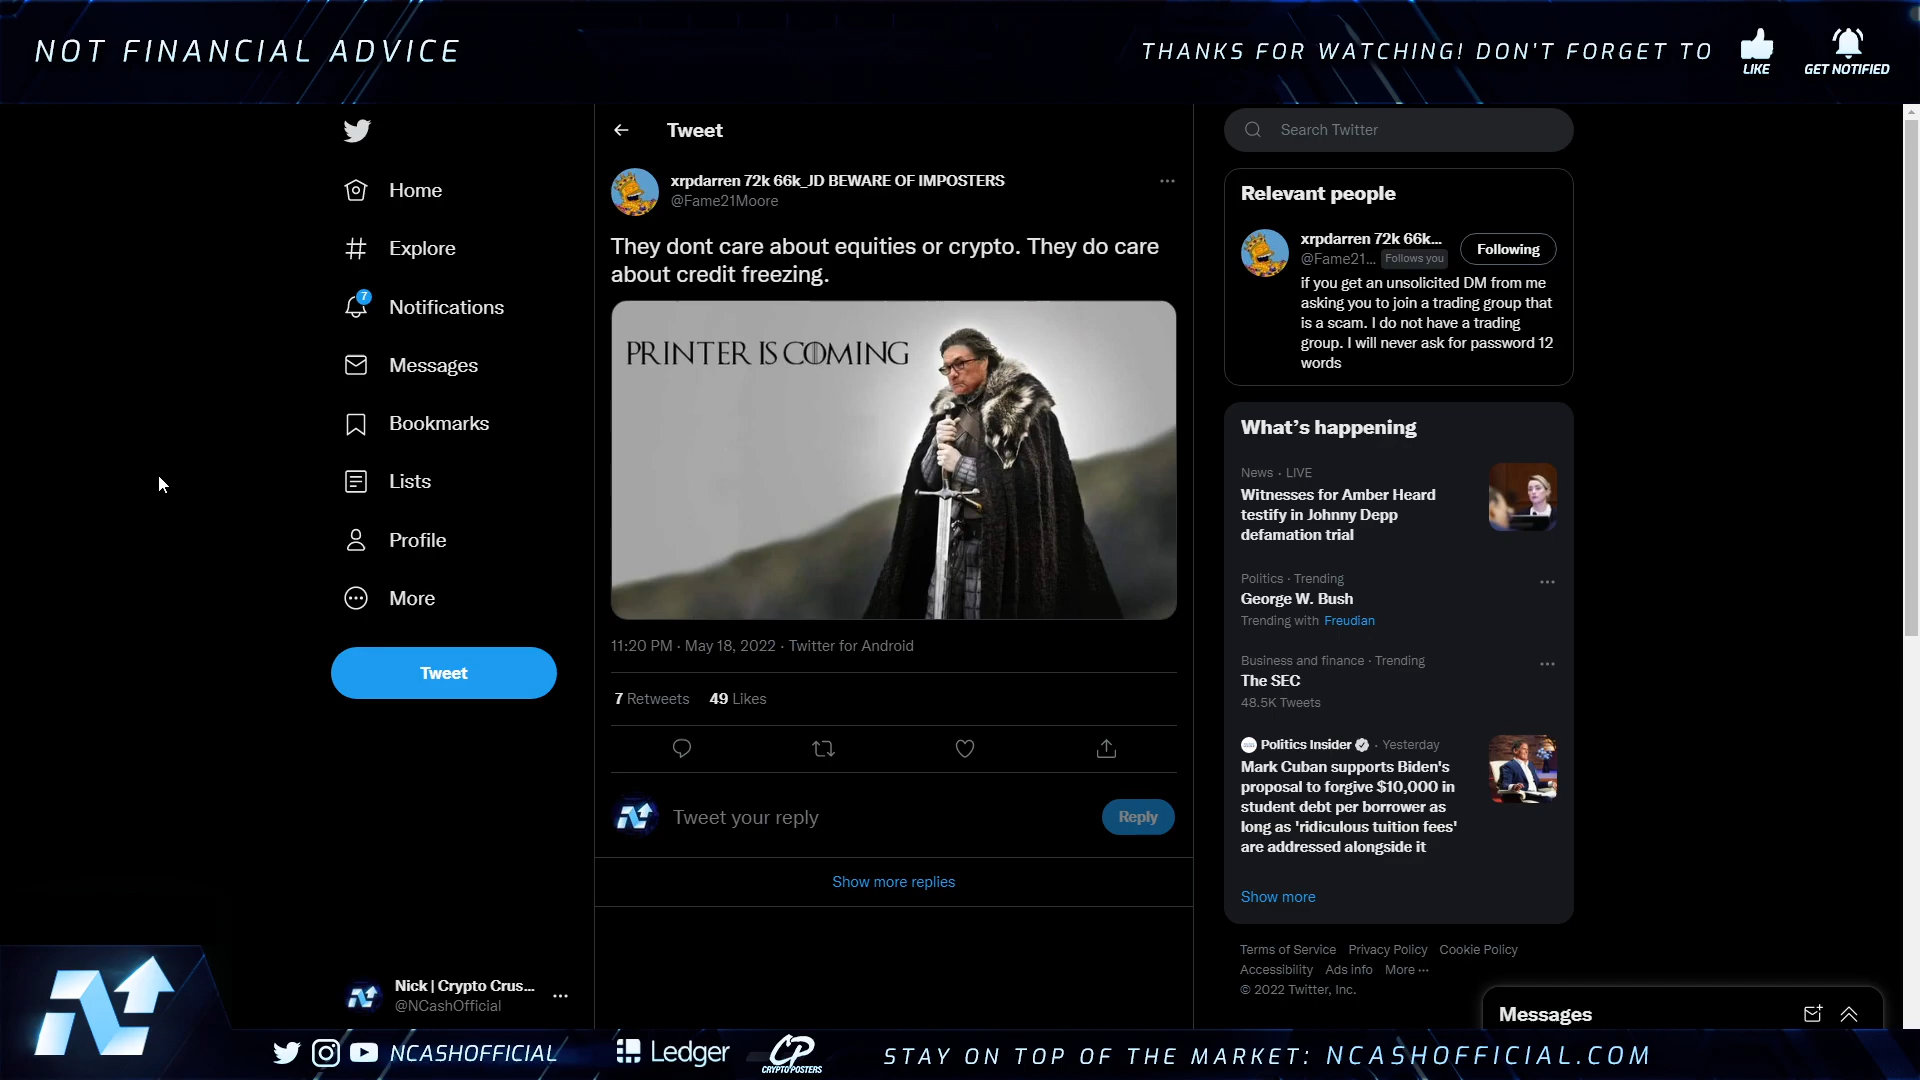 NOT FINANCIAL ADVICE
THANKS FOR WATCHING! DON'T FORGET TO
LIKE
GET NOTIFIED
Home
Explore
7
Notifications
Messages
Bookmarks
Lists
Profile
More
Tweet
Nick | Crypto Crus...
@NCashOfficial
Tweet
xrpdarren 72k 66k_JD BEWARE OF IMPOSTERS
@Fame21Moore
They dont care about equities or crypto. They do care
about credit freezing.
PRINTER IS COMING
11:20 PM · May 18, 2022 · Twitter for Android
7 Retweets 49 Likes
Tweet your reply
Reply
Show more replies
Search Twitter
Relevant people
xrpdarren 72k 66k...
@Fame21... Follows you
Following
if you get an unsolicited DM from me
asking you to join a trading group that
is a scam. I do not have a trading
group. I will never ask for password 12
words
What's happening
News · LIVE
Witnesses for Amber Heard
testify in Johnny Depp
defamation trial
Politics · Trending
George W. Bush
Trending with Freudian
Business and finance · Trending
The SEC
48.5K Tweets
Politics Insider · Yesterday
Mark Cuban supports Biden's
proposal to forgive $10,000 in
student debt per borrower as
long as 'ridiculous tuition fees'
are addressed alongside it
Show more
Terms of Service Privacy Policy Cookie Policy
Accessibility Ads info More ···
© 2022 Twitter, Inc.
Messages
NCASHOFFICIAL
Ledger
CP
CRYPTOPOSTERS
STAY ON TOP OF THE MARKET: NCASHOFFICIAL.COM